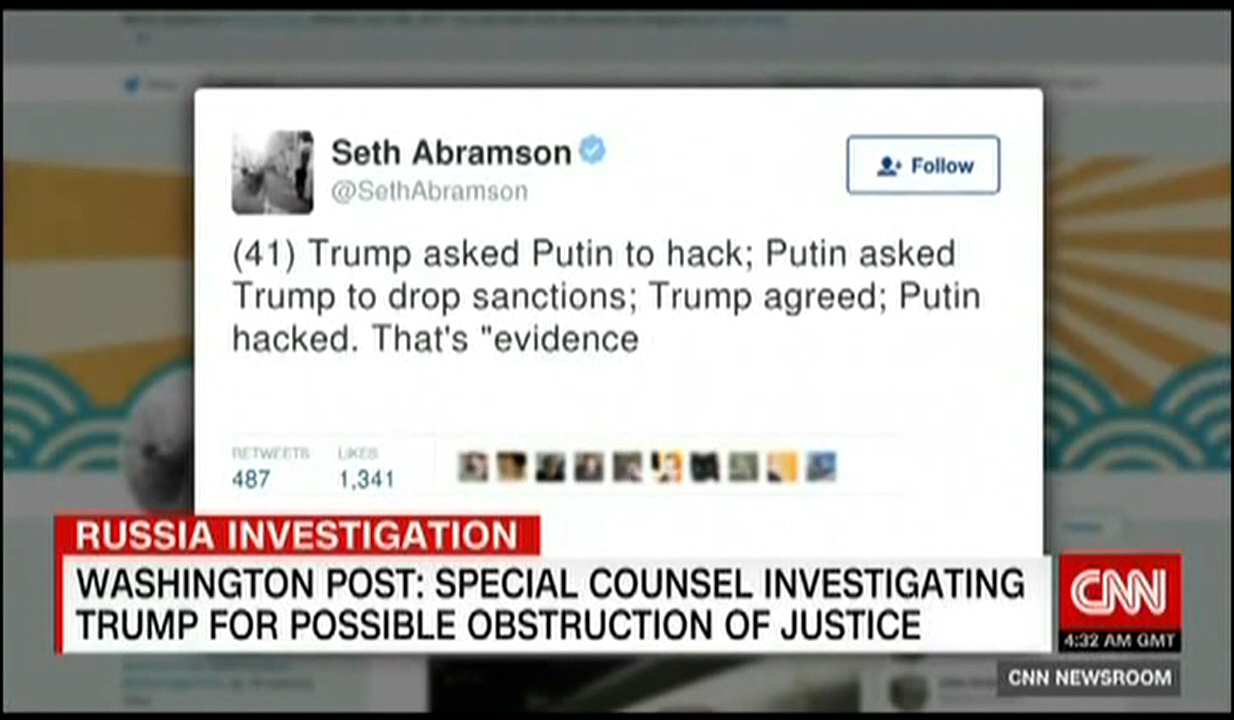 Seth Abramson
@SethAbramson
Follow
(41) Trump asked Putin to hack; Putin asked
Trump to drop sanctions; Trump agreed; Putin
hacked. That's "evidence
RETWEETS LIKES
487 1,341
RUSSIA INVESTIGATION
WASHINGTON POST: SPECIAL COUNSEL INVESTIGATING
TRUMP FOR POSSIBLE OBSTRUCTION OF JUSTICE
CNN
4:32 AM GMT
CNN NEWSROOM